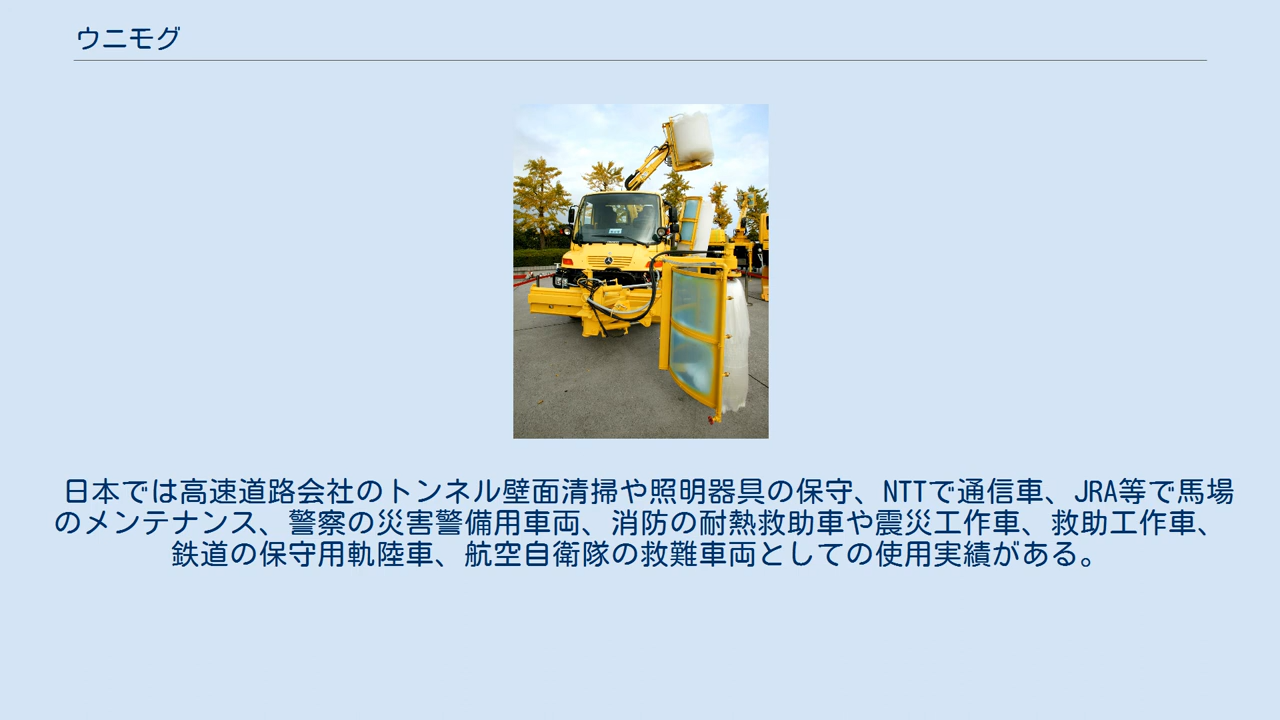 ウニモグ
日本では高速道路会社のトンネル壁面清掃や照明器具の保守、NTTで通信車、JRA等で馬場
のメンテナンス、警察の災害警備用車両、消防の耐熱救助車や震災工作車、救助工作車、
鉄道の保守用軌陸車、航空自衛隊の救難車両としての使用実績がある。